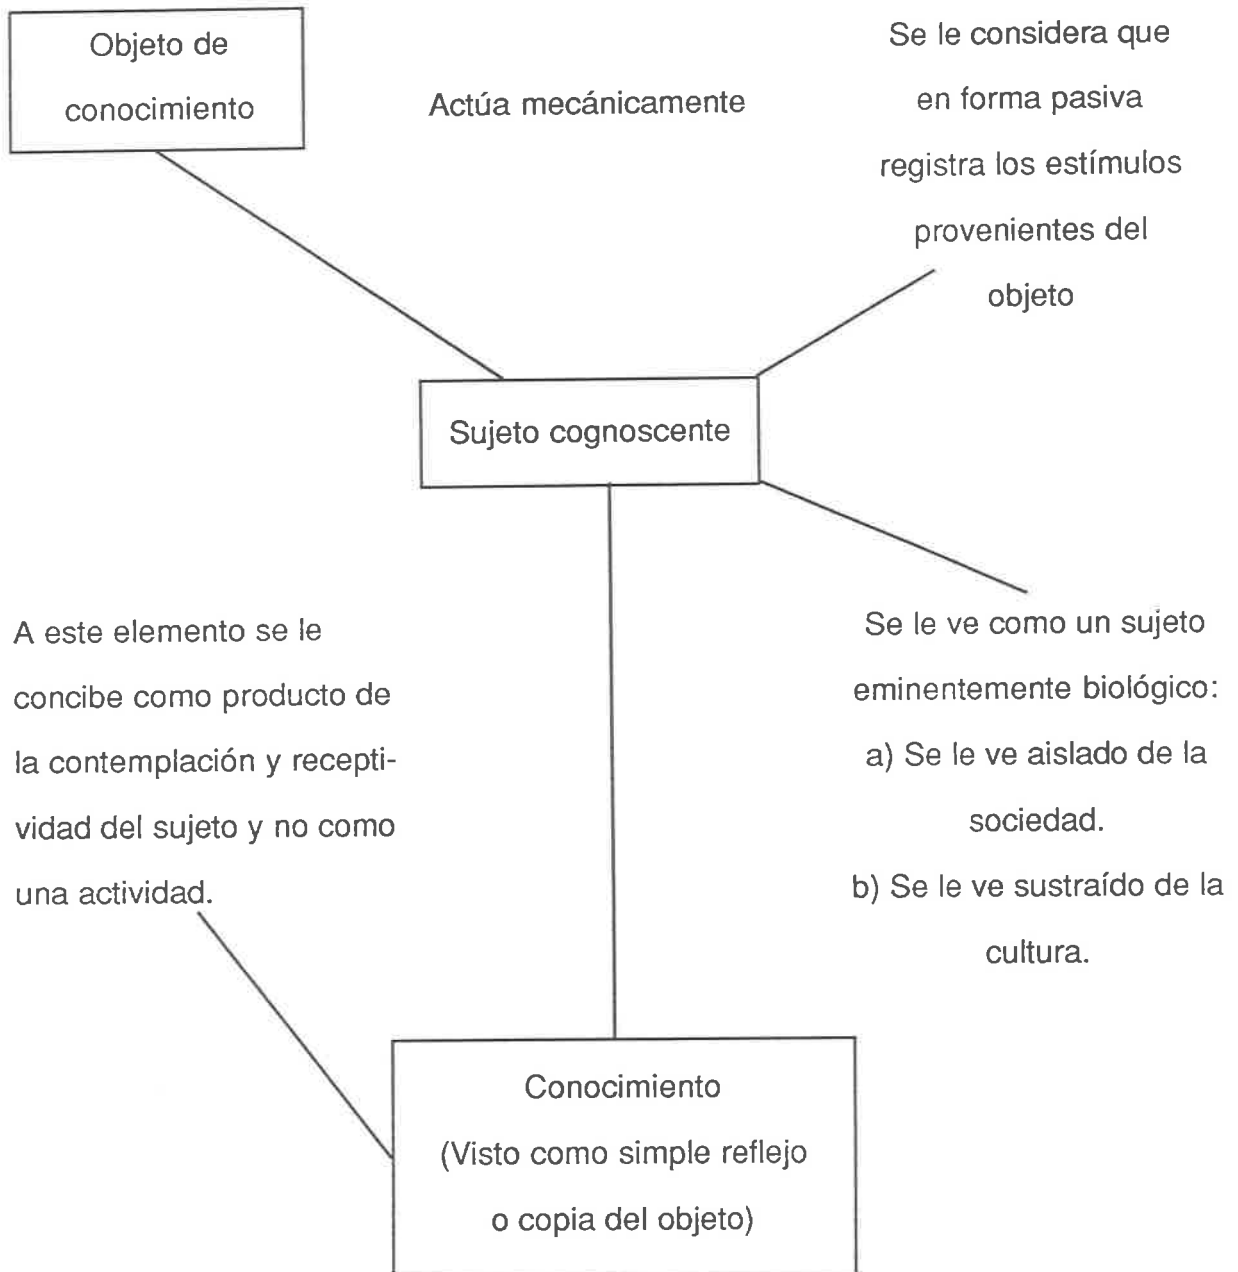 Objeto de
conocimiento
Actúa mecánicamente
Se le considera que
en forma pasiva
registra los estímulos
provenientes del
objeto
Sujeto cognoscente
A este elemento se le
concibe como producto de
la contemplación y recepti-
vidad del sujeto y no como
una actividad.
Se le ve como un sujeto
eminentemente biológico:
a) Se le ve aislado de la
sociedad.
b) Se le ve sustraído de la
cultura.
Conocimiento
(Visto como simple reflejo
o copia del objeto)